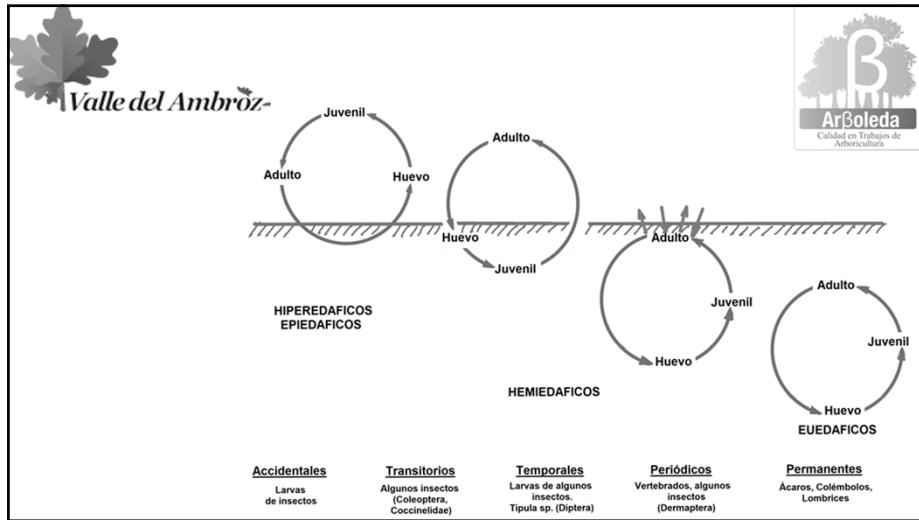 Valle del Ambroz
β
Arβoleda
Calidad en Trabajos de
Arboricultura
Juvenil
Adulto
Huevo
Adulto
Huevo
Juvenil
Adulto
Juvenil
Huevo
Adulto
Juvenil
Huevo
HIPEREDAFICOS
EPIEDAFICOS
HEMIEDAFICOS
EUEDAFICOS
Accidentales
Larvas
de insectos
Transitorios
Algunos insectos
(Coleoptera,
Coccinelidae)
Temporales
Larvas de algunos
insectos.
Tipula sp. (Diptera)
Periódicos
Vertebrados, algunos
insectos
(Dermaptera)
Permanentes
Ácaros, Colémbolos,
Lombrices